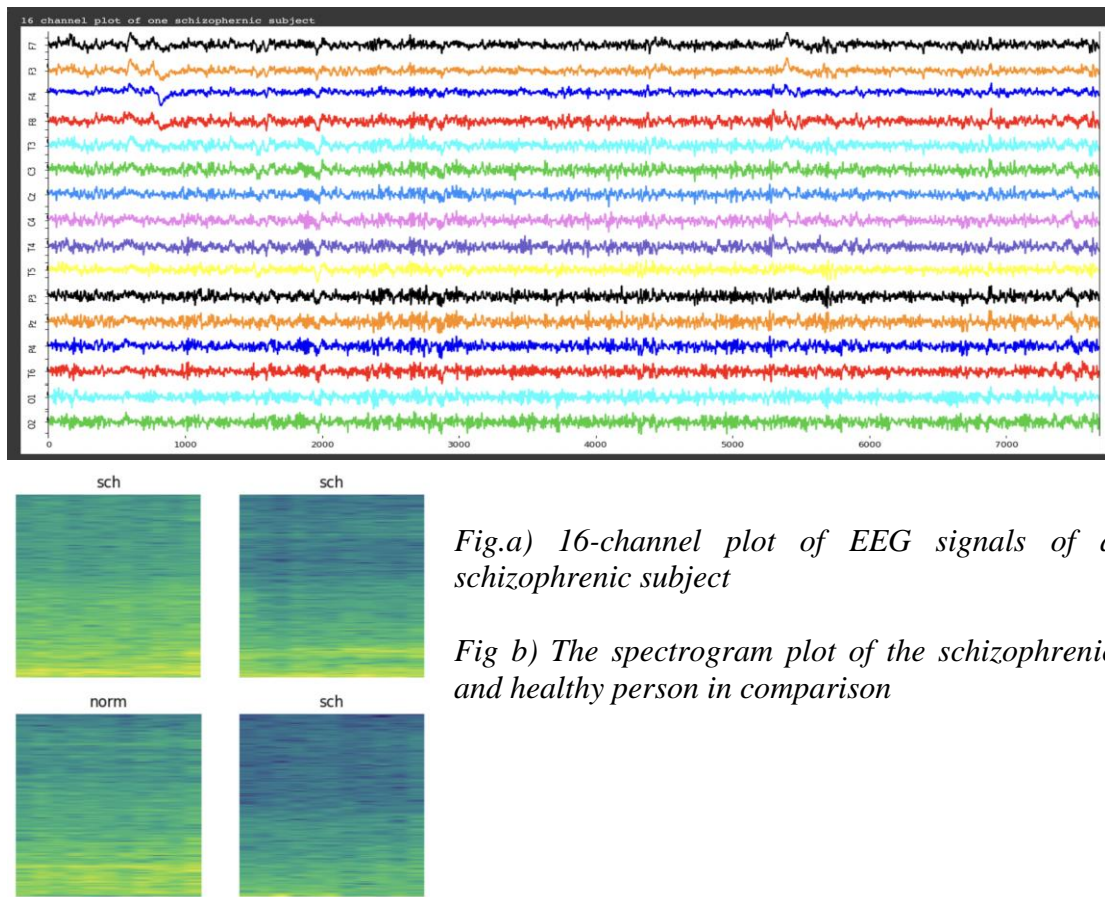 16 channel plot of one schizophernic subject
F7
F3
F4
F8
T3
C3
Cz
C4
T4
T5
P3
Pz
P4
T6
O1
O2
0 1000 2000 3000 4000 5000 6000 7000
sch sch
norm sch
Fig.a) 16-channel plot of EEG signals of a
schizophrenic subject
Fig b) The spectrogram plot of the schizophrenic
and healthy person in comparison